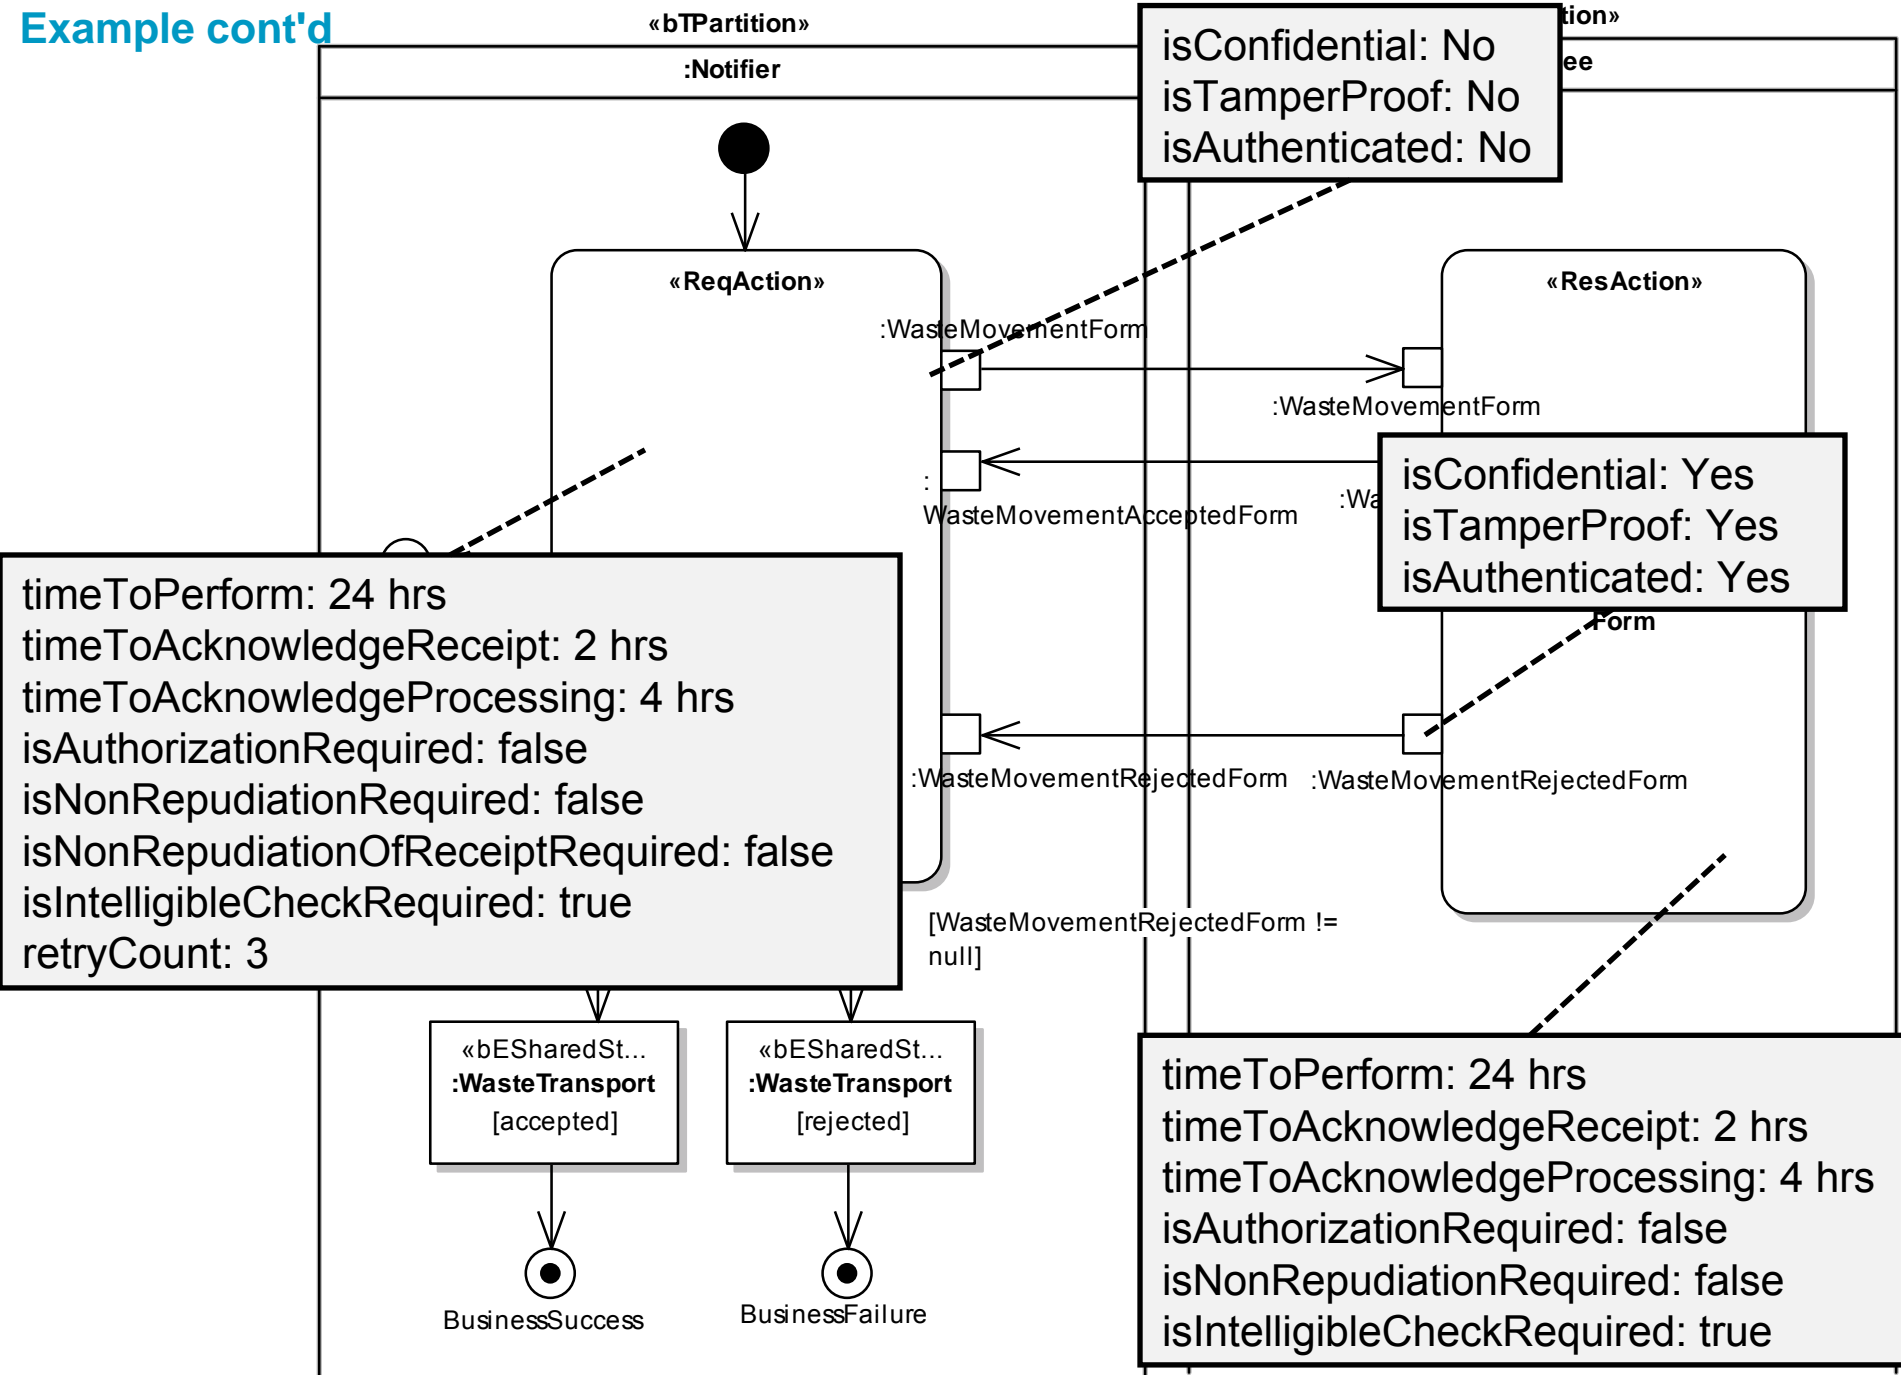 Example cont'd
«bTPartition»
:Notifier
tion»
ee
isConfidential: No
isTamperProof: No
isAuthenticated: No
«ReqAction»
«ResAction»
:WasteMovementForm
:WasteMovementForm
:
WasteMovementAcceptedForm
:Wa
isConfidential: Yes
isTamperProof: Yes
isAuthenticated: Yes
Form
timeToPerform: 24 hrs
timeToAcknowledgeReceipt: 2 hrs
timeToAcknowledgeProcessing: 4 hrs
isAuthorizationRequired: false
isNonRepudiationRequired: false
isNonRepudiationOfReceiptRequired: false
isIntelligibleCheckRequired: true
retryCount: 3
:WasteMovementRejectedForm
:WasteMovementRejectedForm
[WasteMovementRejectedForm !=
null]
«bESharedSt...
:WasteTransport
[accepted]
«bESharedSt...
:WasteTransport
[rejected]
BusinessSuccess
BusinessFailure
timeToPerform: 24 hrs
timeToAcknowledgeReceipt: 2 hrs
timeToAcknowledgeProcessing: 4 hrs
isAuthorizationRequired: false
isNonRepudiationRequired: false
isIntelligibleCheckRequired: true